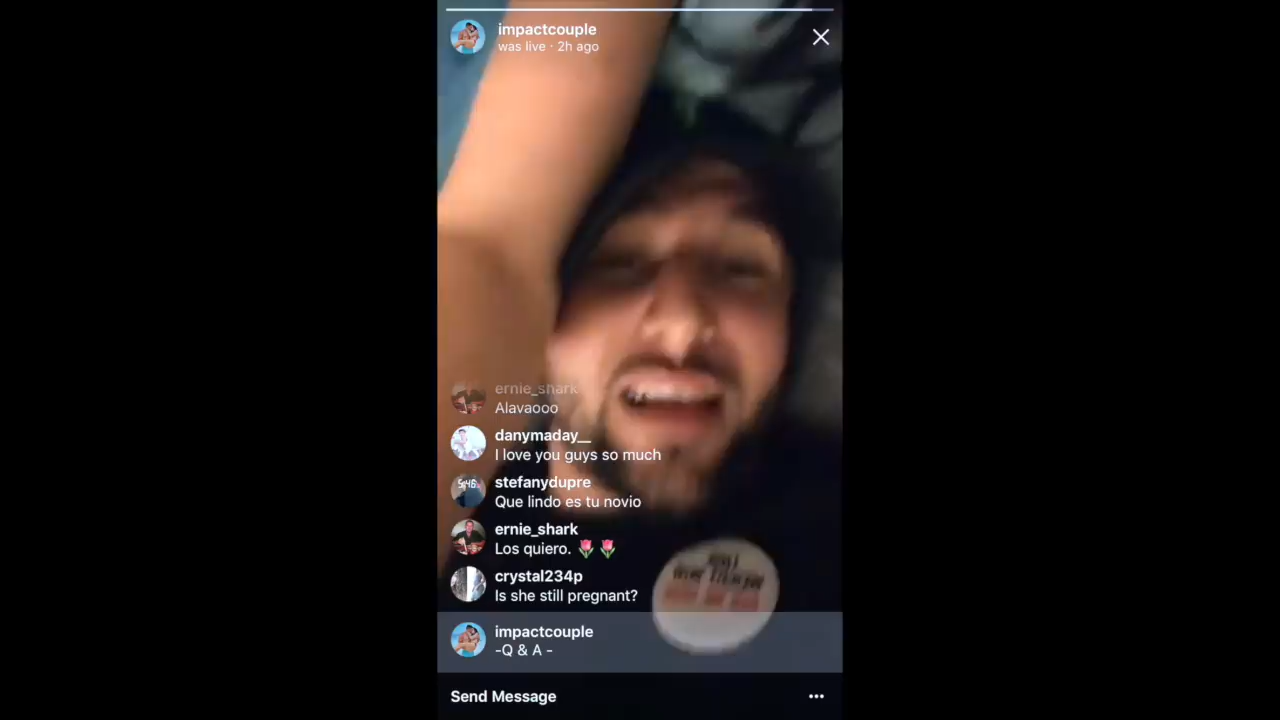 impactcouple
was live · 2h ago
ernie_shark
Alavaooo
danymaday__
I love you guys so much
stefanydupre
Que lindo es tu novio
ernie_shark
Los quiero. 🌷🌷
crystal234p
Is she still pregnant?
impactcouple
-Q & A -
Send Message